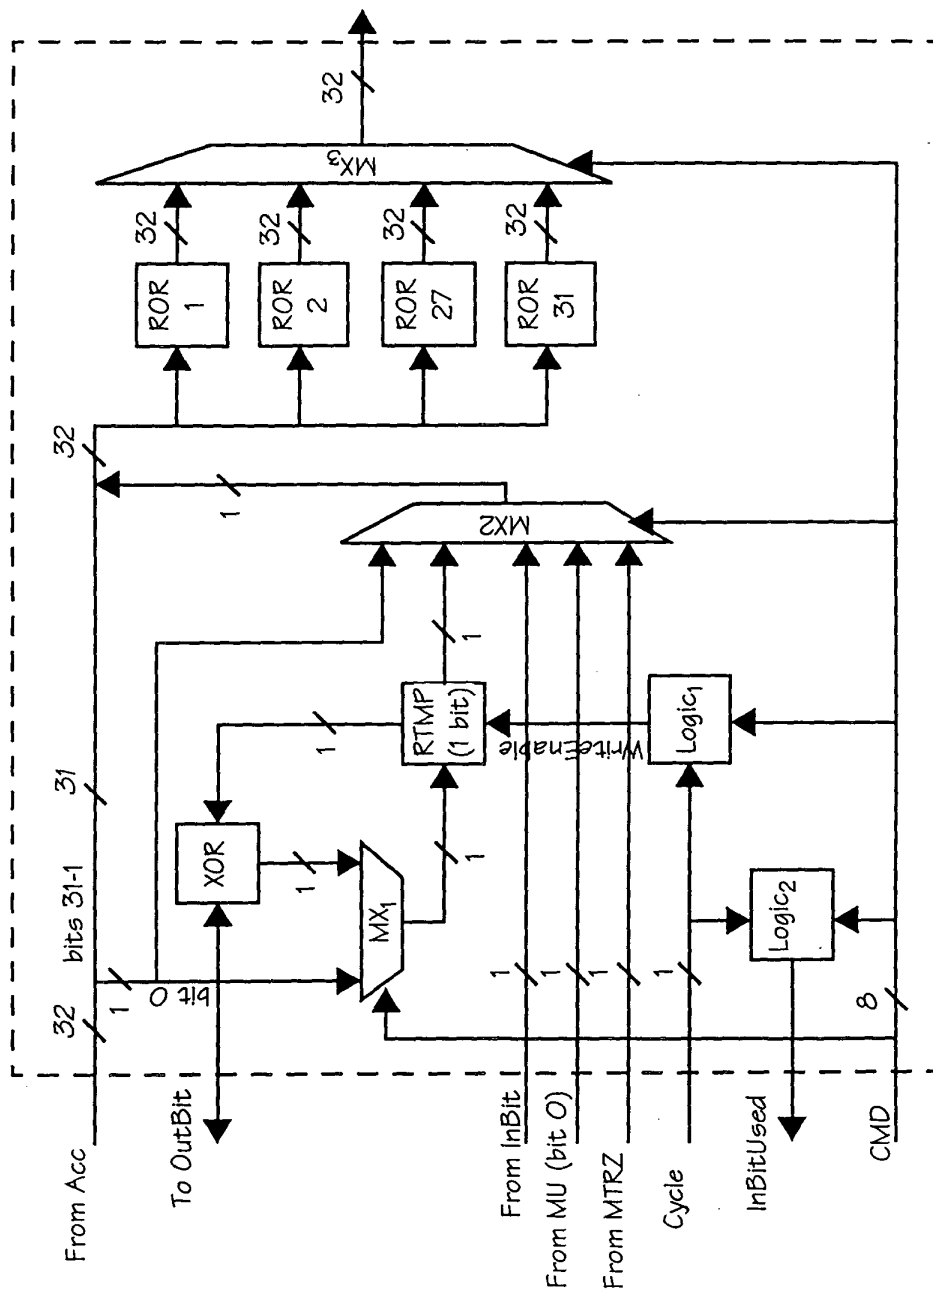 32
MX3
32
32
32
32
ROR
1
ROR
2
ROR
27
ROR
31
32
1
MX2
1
31
bits 31-1
1
RTMP
(1 bit)
WriteEnable
Logic1
XOR
1
1
MX1
Logic2
32
1
bit 0
1
1
1
1
8
From Acc
To OutBit
From InBit
From MU (bit 0)
From MTRZ
Cycle
InBitUsed
CMD